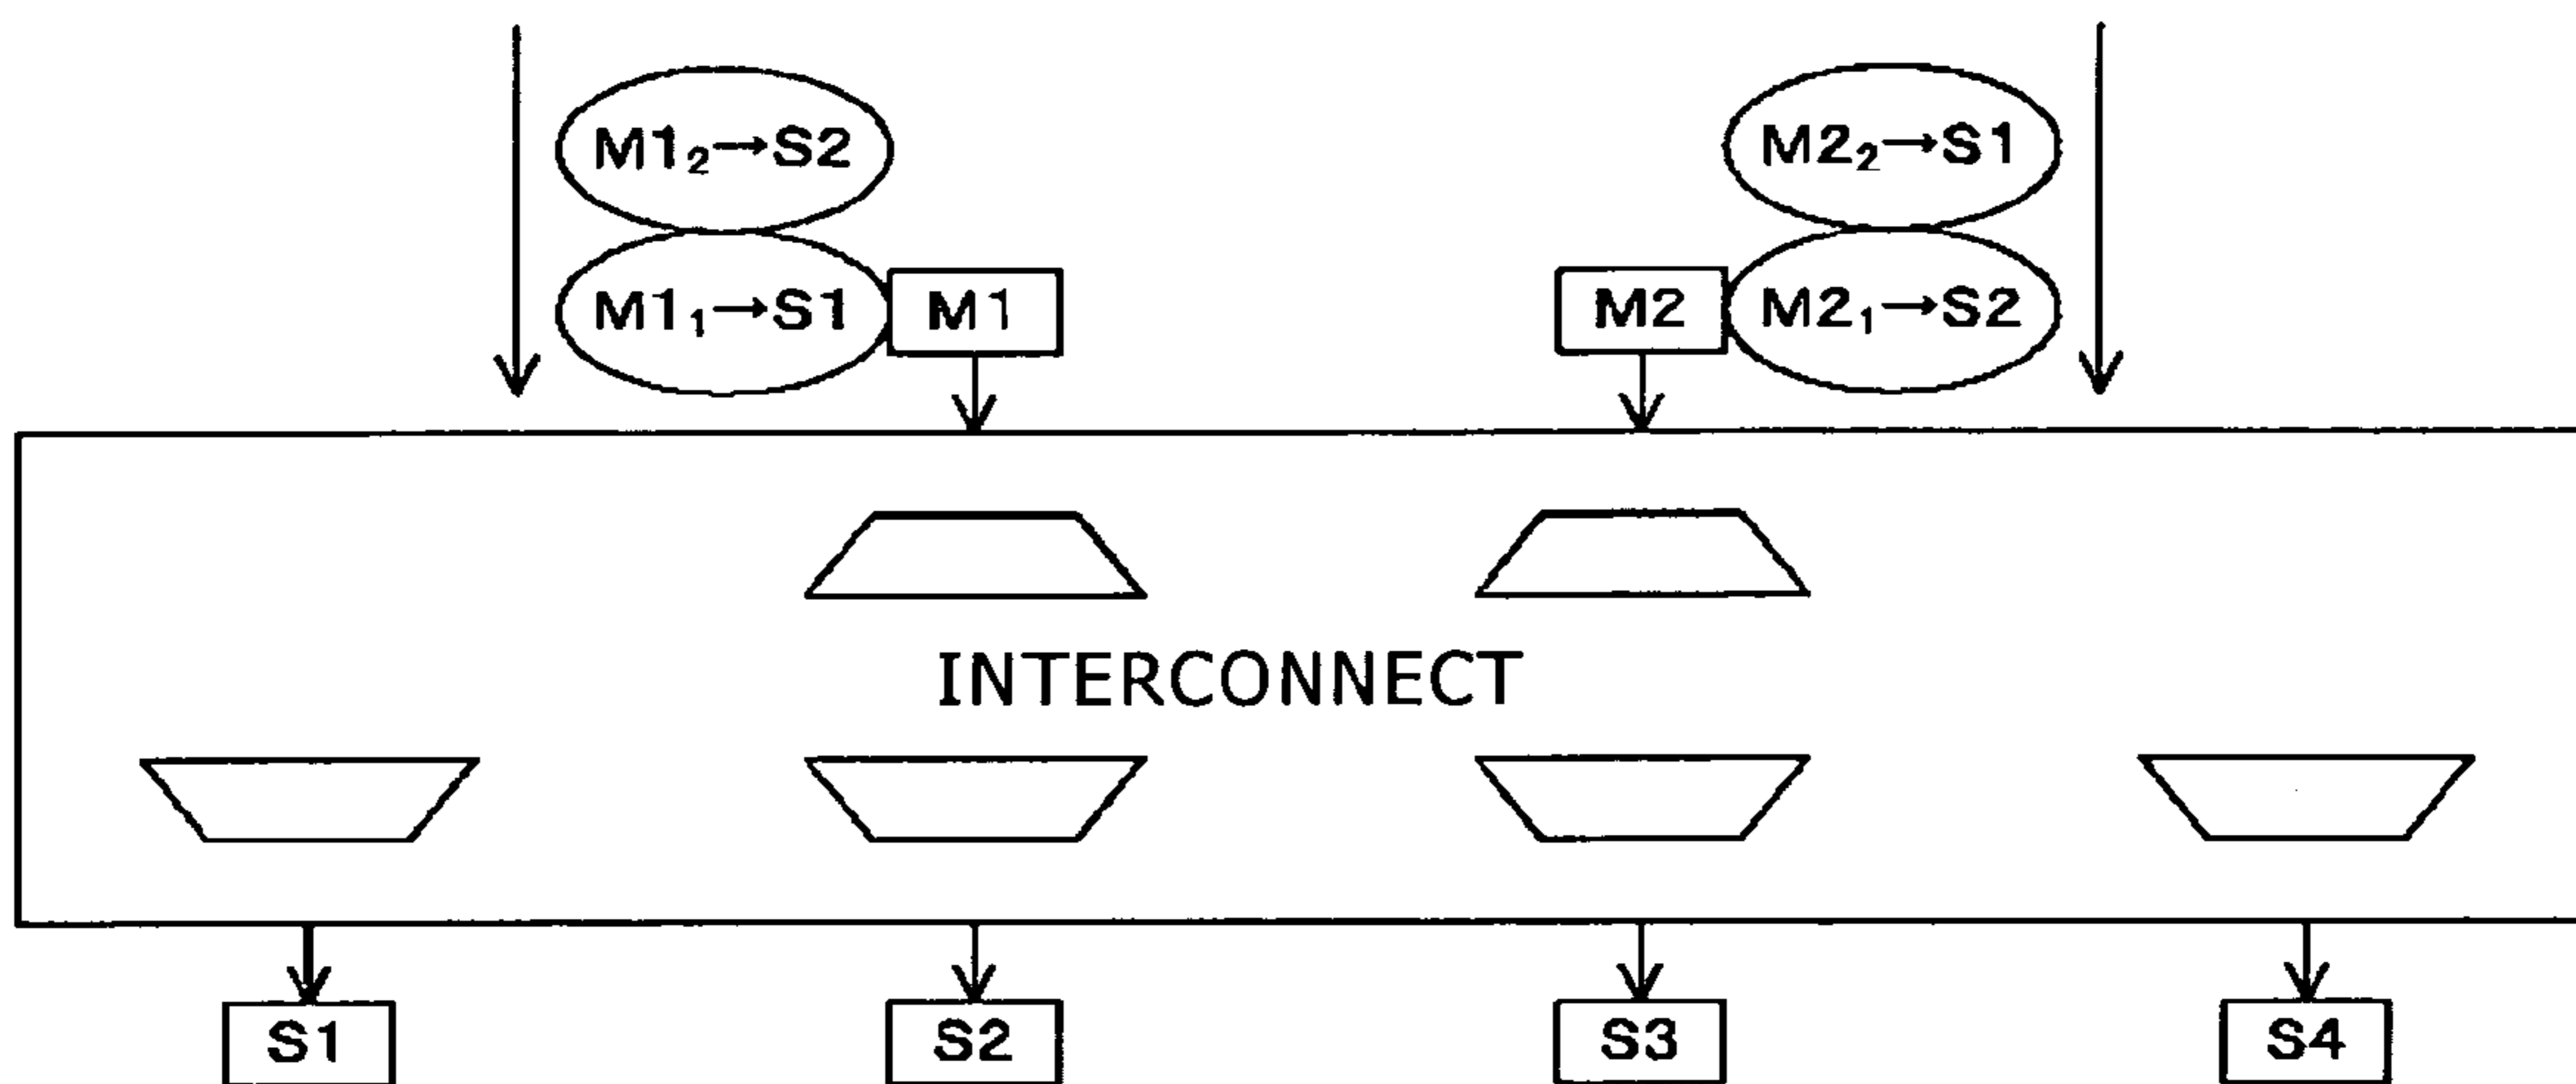 M1₂→S2 M2₂→S1
M1₁→S1 M1 M2 M2₁→S2
INTERCONNECT
S1 S2 S3 S4